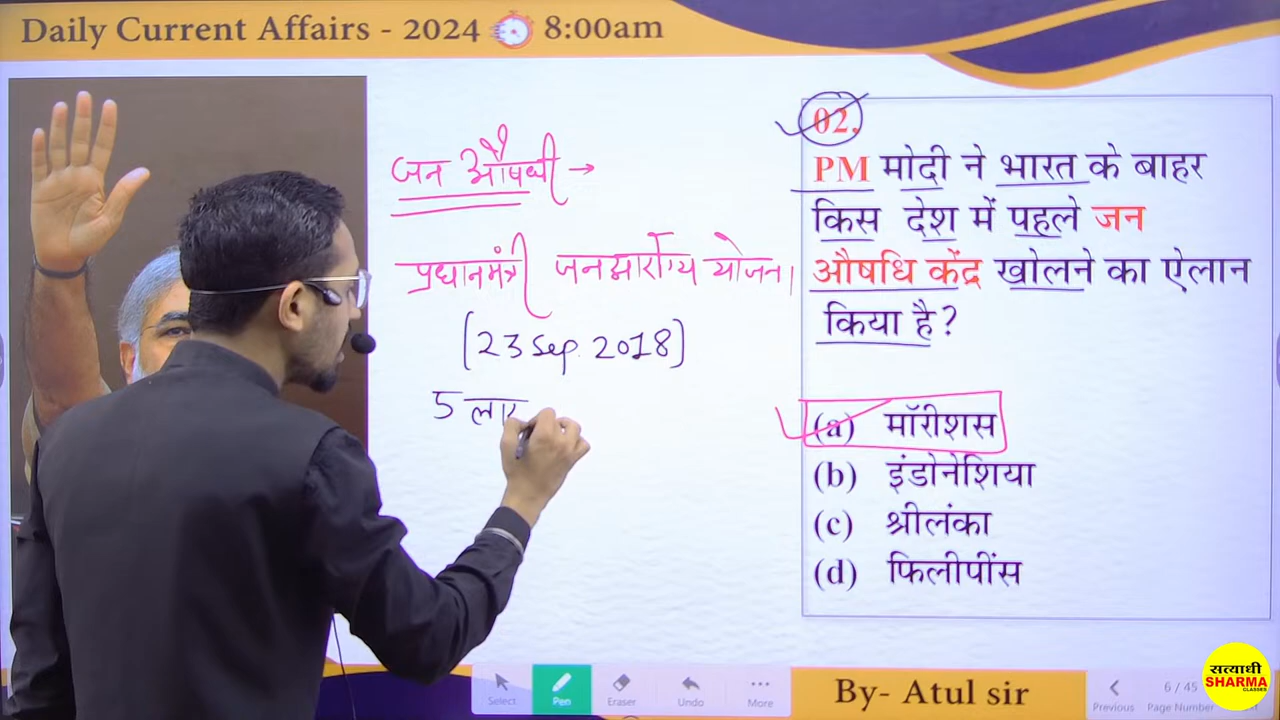 Daily Current Affairs - 2024 8:00am
जन औषधी →
प्रधानमंत्री जनआरोग्य योजना
[23 Sep. 2018]
5 लाख
02.
PM मोदी ने भारत के बाहर
किस देश में पहले जन
औषधि केंद्र खोलने का ऐलान
किया है?
(a) मॉरीशस
(b) इंडोनेशिया
(c) श्रीलंका
(d) फिलीपींस
Select
Pen
Eraser
Undo
More
By- Atul sir
Previous
6 / 45
Page Number
सत्यार्थी
SHARMA
CLASSES